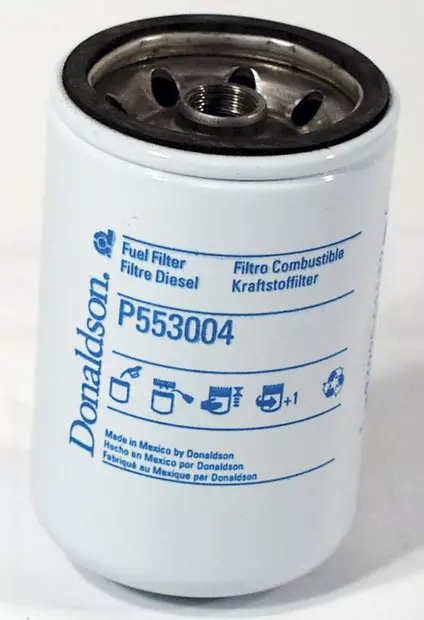 Donaldson.
Fuel Filter
Filtre Diesel
Filtro Combustible
Kraftstoffilter
P553004
+1
Made in Mexico by Donaldson
Hecho en Mexico por Donaldson
Fabriqué au Mexique par Donaldson